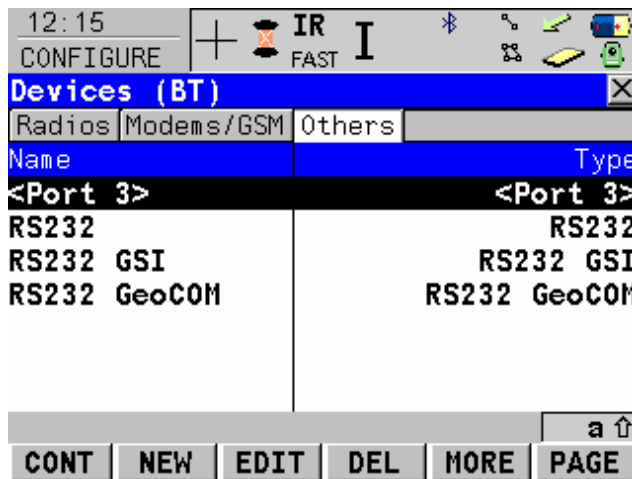 12:15
CONFIGURE
IR
FAST
I
Devices (BT)
Radios Modems/GSM Others
Name Type
<Port 3> <Port 3>
RS232 RS232
RS232 GSI RS232 GSI
RS232 GeoCOM RS232 GeoCOM
a
CONT NEW EDIT DEL MORE PAGE